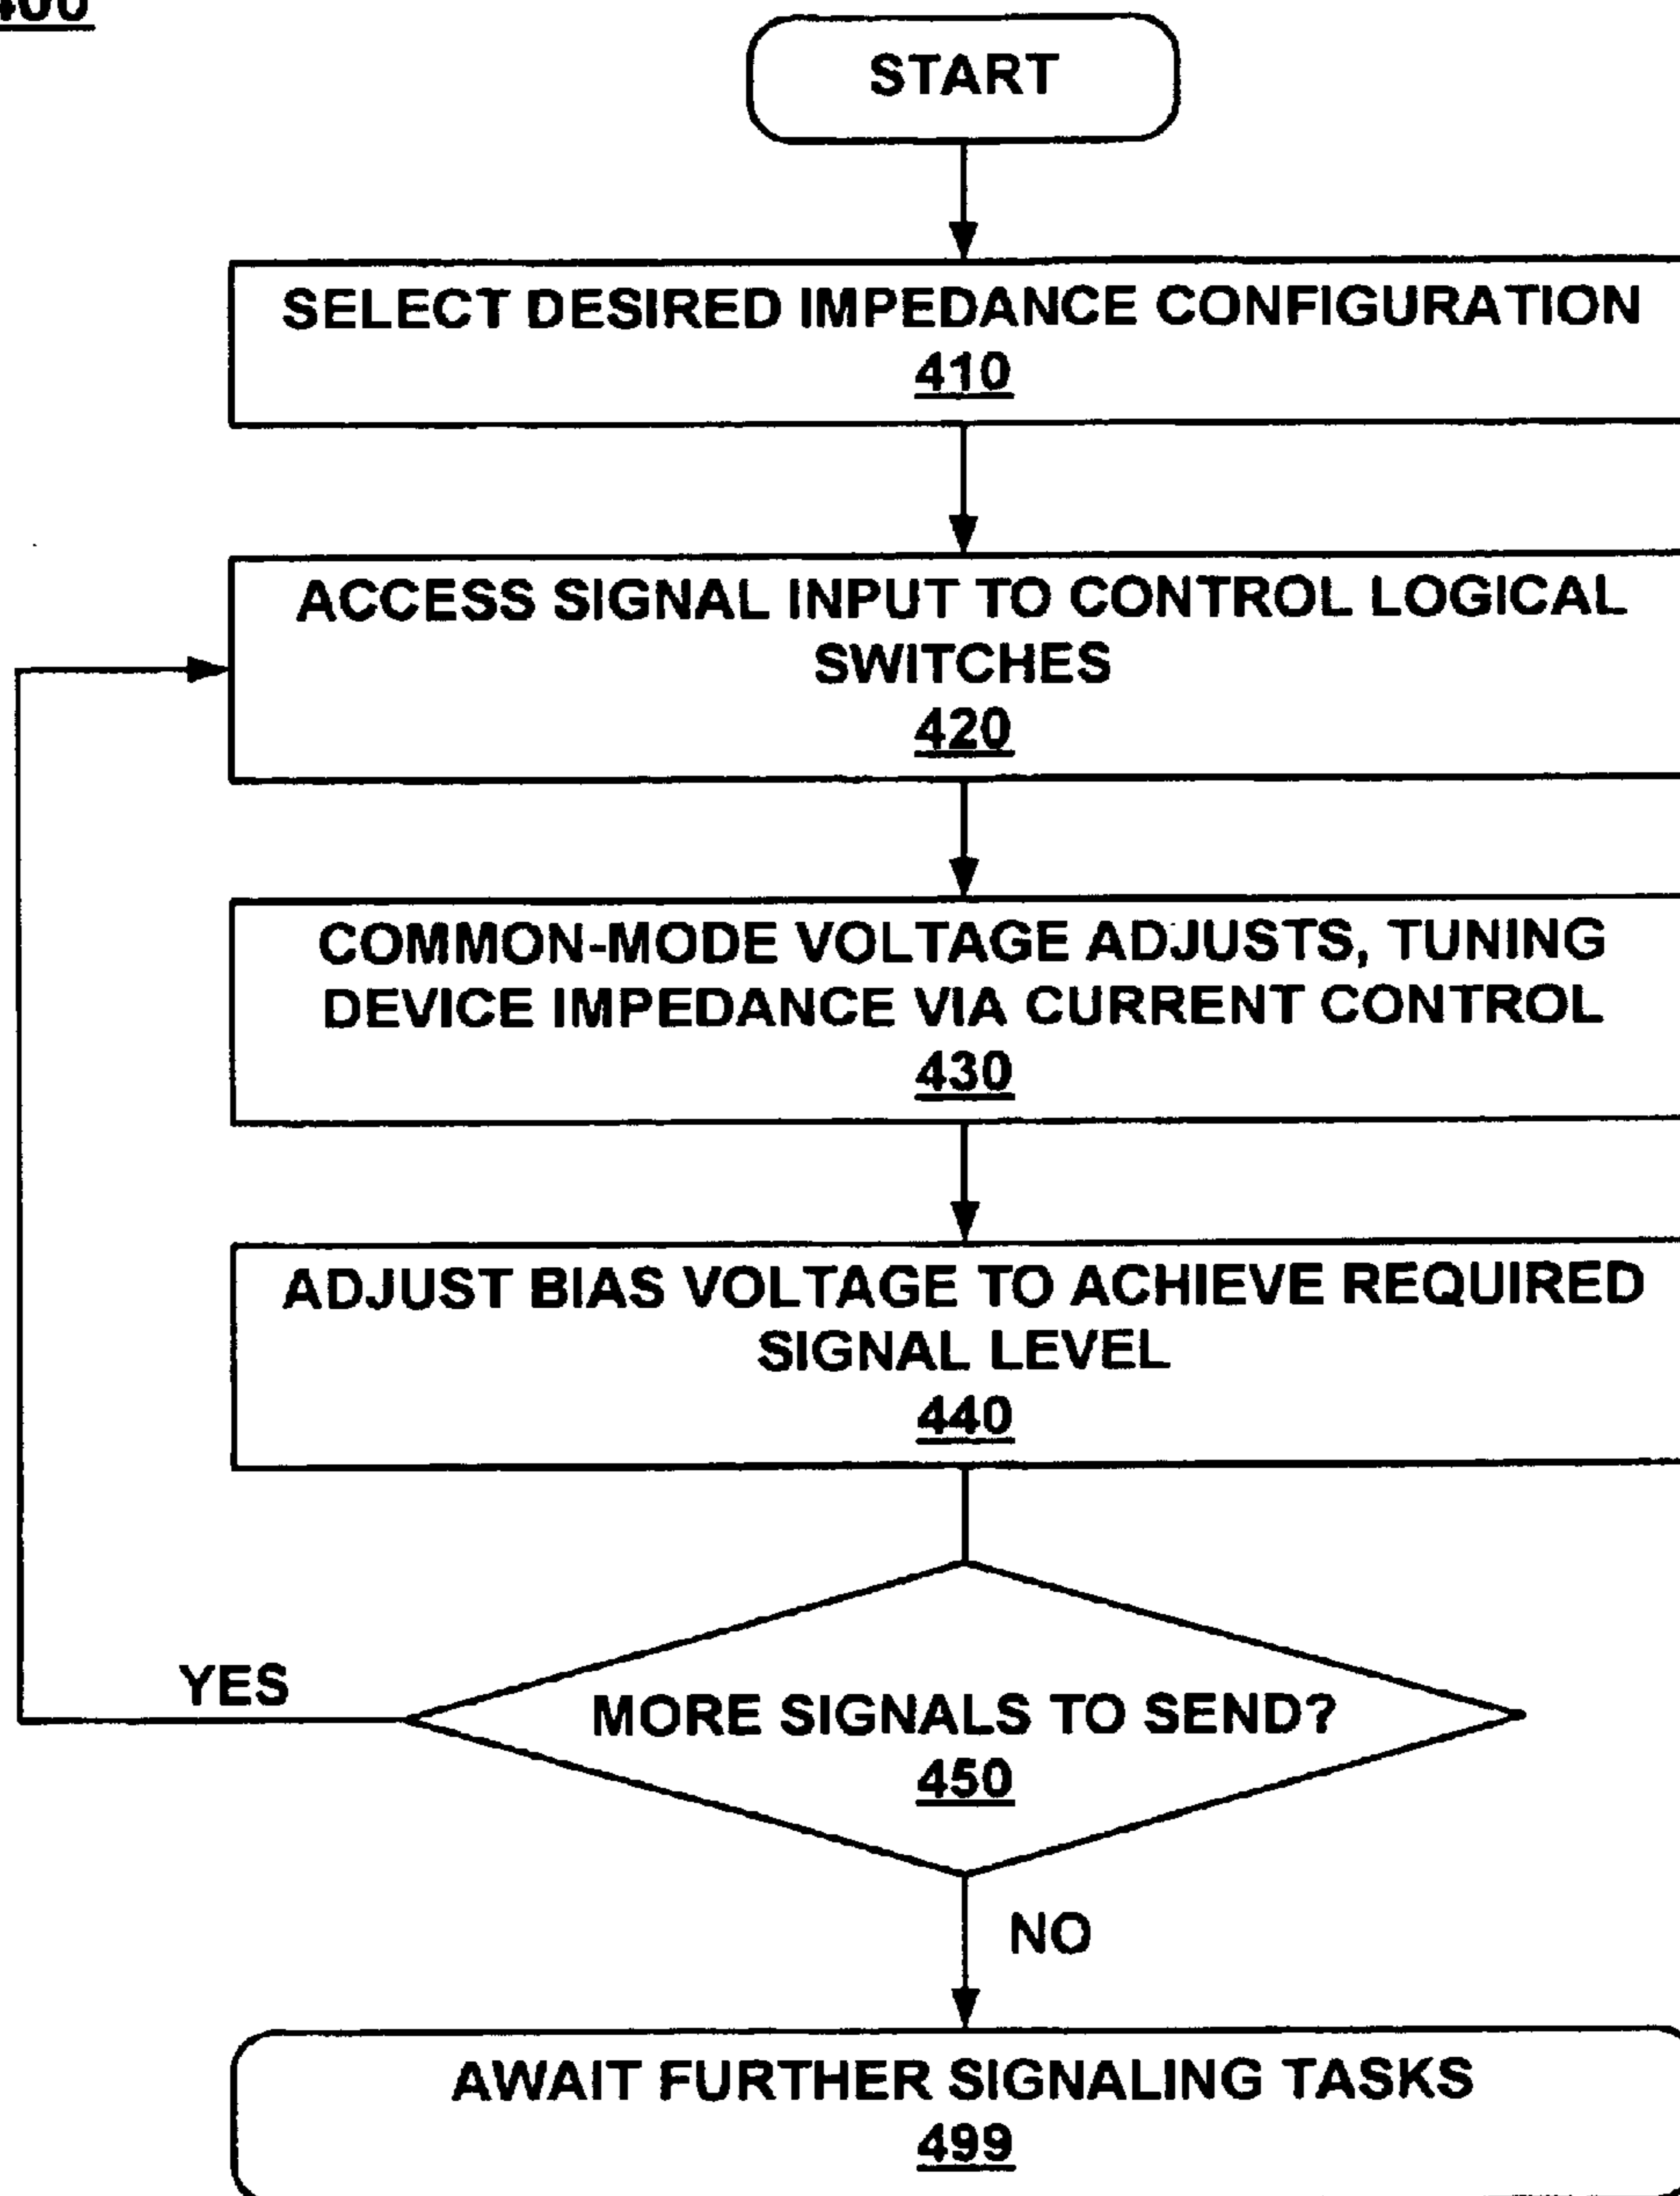 400
START
SELECT DESIRED IMPEDANCE CONFIGURATION
410
ACCESS SIGNAL INPUT TO CONTROL LOGICAL
SWITCHES
420
COMMON-MODE VOLTAGE ADJUSTS, TUNING
DEVICE IMPEDANCE VIA CURRENT CONTROL
430
ADJUST BIAS VOLTAGE TO ACHIEVE REQUIRED
SIGNAL LEVEL
440
YES
MORE SIGNALS TO SEND?
450
NO
AWAIT FURTHER SIGNALING TASKS
499